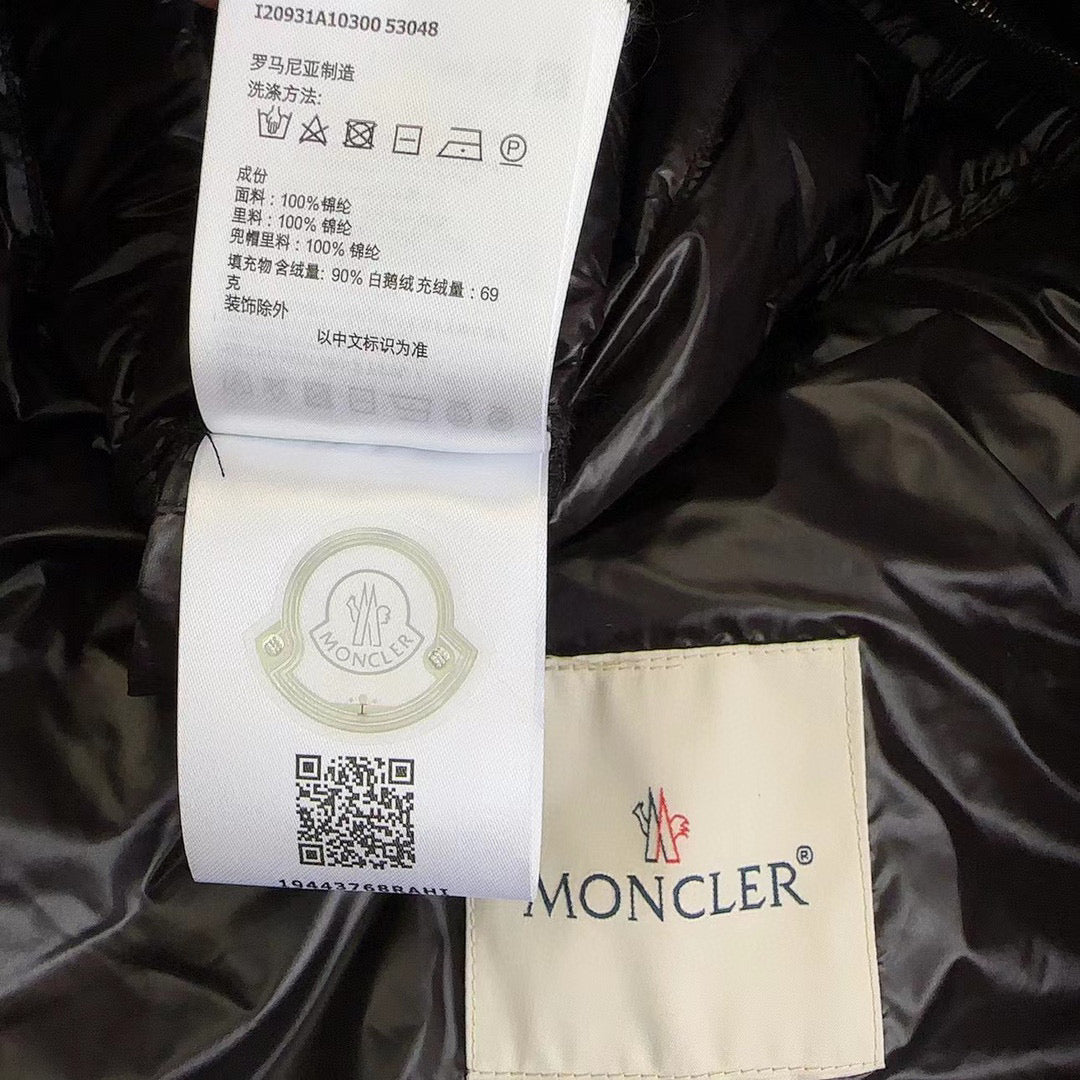 I20931A10300 53048
罗马尼亚制造
洗涤方法:
P
成份
面料：100%锦纶
里料：100% 锦纶
兜帽里料：100% 锦纶
填充物 含绒量: 90% 白鹅绒 充绒量：69
克
装饰除外
以中文标识为准
MONCLER
19443768RAHI
MONCLER®